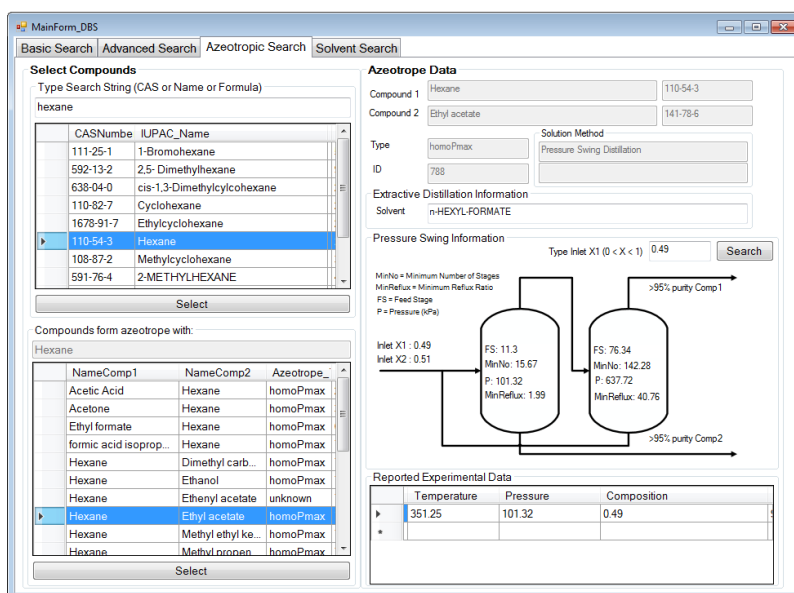 MainForm_DBS
Basic Search Advanced Search Azeotropic Search Solvent Search
Select Compounds
Type Search String (CAS or Name or Formula)
hexane
CASNumbe IUPAC_Name
111-25-1 1-Bromohexane
592-13-2 2,5- Dimethylhexane
638-04-0 cis-1,3-Dimethylcylcohexane
110-82-7 Cyclohexane
1678-91-7 Ethylcyclohexane
110-54-3 Hexane
108-87-2 Methylcyclohexane
591-76-4 2-METHYLHEXANE
Select
Compounds form azeotrope with:
Hexane
NameComp1 NameComp2 Azeotrope_
Acetic Acid Hexane homoPmax
Acetone Hexane homoPmax
Ethyl formate Hexane homoPmax
formic acid isoprop... Hexane homoPmax
Hexane Dimethyl carb... homoPmax
Hexane Ethanol homoPmax
Hexane Ethenyl acetate unknown
Hexane Ethyl acetate homoPmax
Hexane Methyl ethyl ke... homoPmax
Hexane Methyl propen homoPmax
Select
Azeotrope Data
Compound 1 Hexane 110-54-3
Compound 2 Ethyl acetate 141-78-6
Type homoPmax
Solution Method
Pressure Swing Distillation
ID 788
Extractive Distillation Information
Solvent n-HEXYL-FORMATE
Pressure Swing Information
Type Inlet X1 (0 < X < 1) 0.49 Search
MinNo = Minimum Number of Stages
MinReflux = Minimum Reflux Ratio
FS = Feed Stage
P = Pressure (kPa)
>95% purity Comp1
Inlet X1 : 0.49
Inlet X2 : 0.51
FS: 11.3
MinNo: 15.67
P: 101.32
MinReflux: 1.99
FS: 76.34
MinNo: 142.28
P: 637.72
MinReflux: 40.76
>95% purity Comp2
Reported Experimental Data
Temperature Pressure Composition
351.25 101.32 0.49